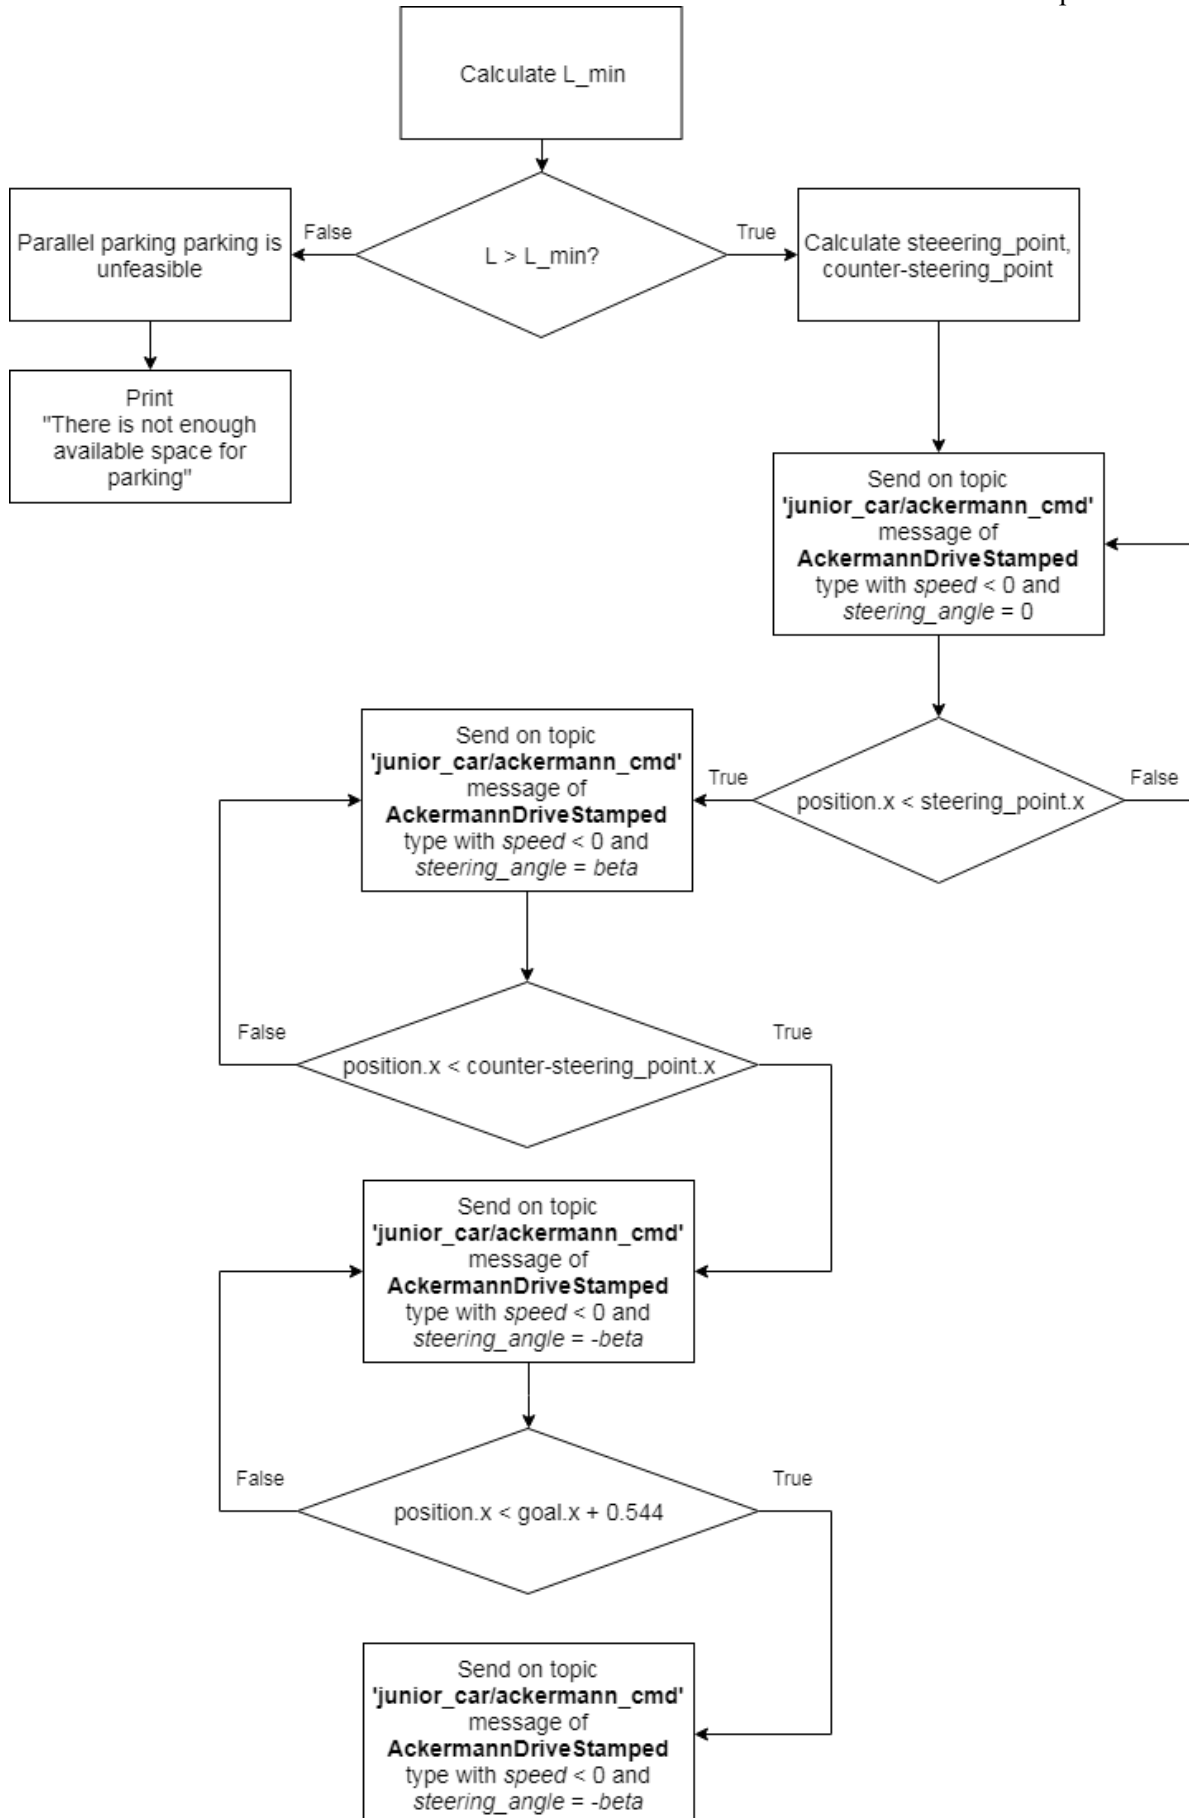 Calculate L_min
False
True
Parallel parking parking is
unfeasible
L > L_min?
Calculate steeering_point,
counter-steering_point
Print
"There is not enough
available space for
parking"
Send on topic
'junior_car/ackermann_cmd'
message of
AckermannDriveStamped
type with speed < 0 and
steering_angle = 0
Send on topic
'junior_car/ackermann_cmd'
message of
AckermannDriveStamped
type with speed < 0 and
steering_angle = beta
True
position.x < steering_point.x
False
False
True
position.x < counter-steering_point.x
Send on topic
'junior_car/ackermann_cmd'
message of
AckermannDriveStamped
type with speed < 0 and
steering_angle = -beta
False
True
position.x < goal.x + 0.544
Send on topic
'junior_car/ackermann_cmd'
message of
AckermannDriveStamped
type with speed < 0 and
steering_angle = -beta